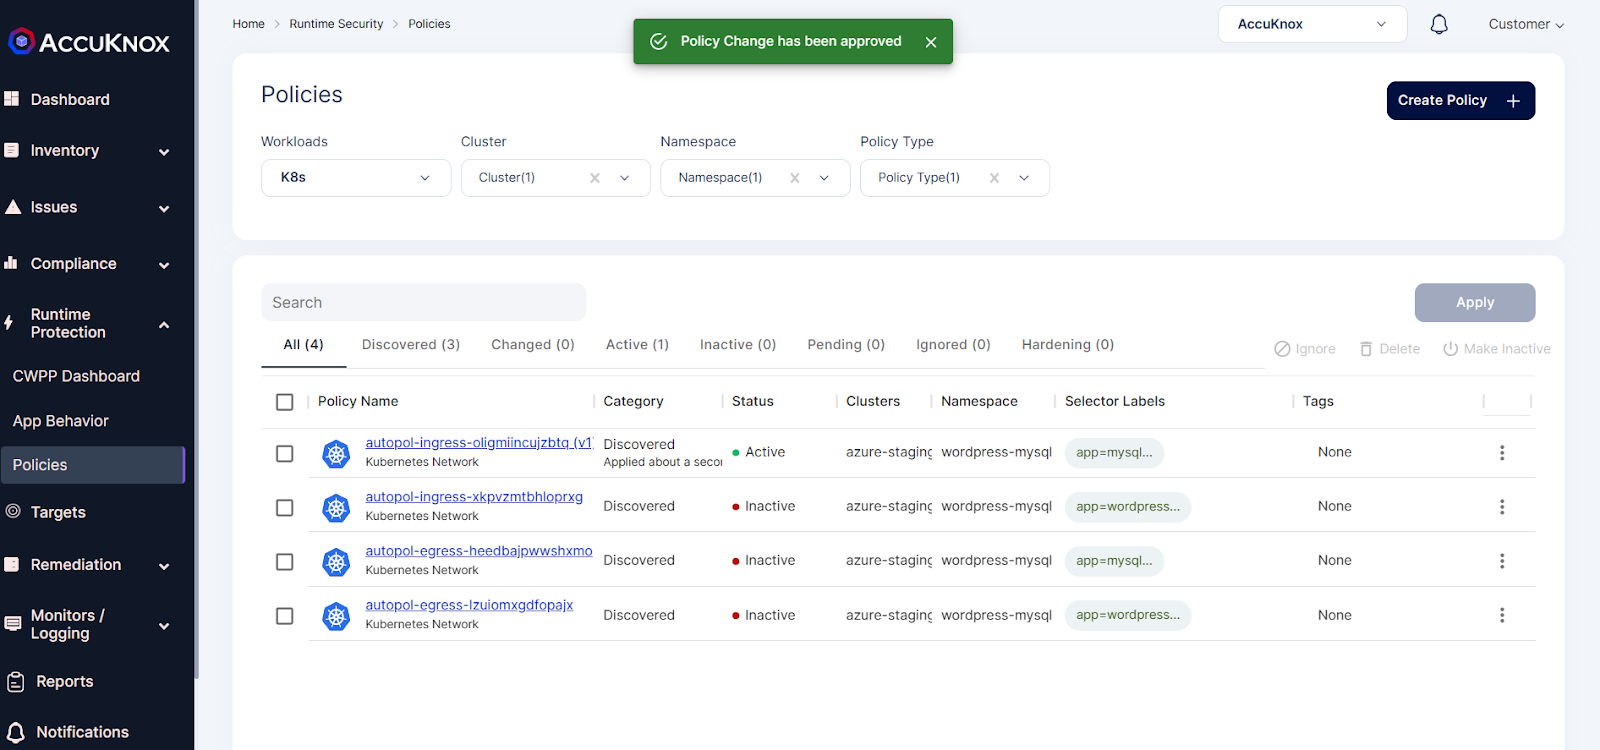 Home > Runtime Security > Policies
Policy Change has been approved
AccuKnox
Customer
ACCUKNOX
Dashboard
Inventory
Issues
Compliance
Runtime
Protection
CWPP Dashboard
App Behavior
Policies
Targets
Remediation
Monitors /
Logging
Reports
Notifications
Policies
Create Policy +
Workloads Cluster Namespace Policy Type
K8s Cluster(1) Namespace(1) Policy Type(1)
Search
Apply
All (4) Discovered (3) Changed (0) Active (1) Inactive (0) Pending (0) Ignored (0) Hardening (0)
Ignore Delete Make Inactive
Policy Name Category Status Clusters Namespace Selector Labels Tags
autopol-ingress-oligmiincujzbtq (v1) Discovered Active azure-staging wordpress-mysql app=mysql... None
Kubernetes Network Applied about a secon
autopol-ingress-xkpvzmtbhloprxg Discovered Inactive azure-staging wordpress-mysql app=wordpress... None
Kubernetes Network
autopol-egress-heedbajpwwshxmo Discovered Inactive azure-staging wordpress-mysql app=mysql... None
Kubernetes Network
autopol-egress-lzuiomxgdfopajx Discovered Inactive azure-staging wordpress-mysql app=wordpress... None
Kubernetes Network